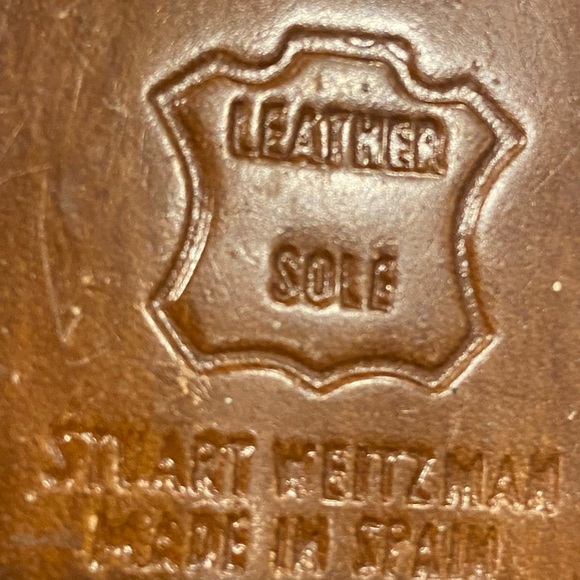 LEATHER
SOLE
STUART WEITZMAN
MADE IN SPAIN